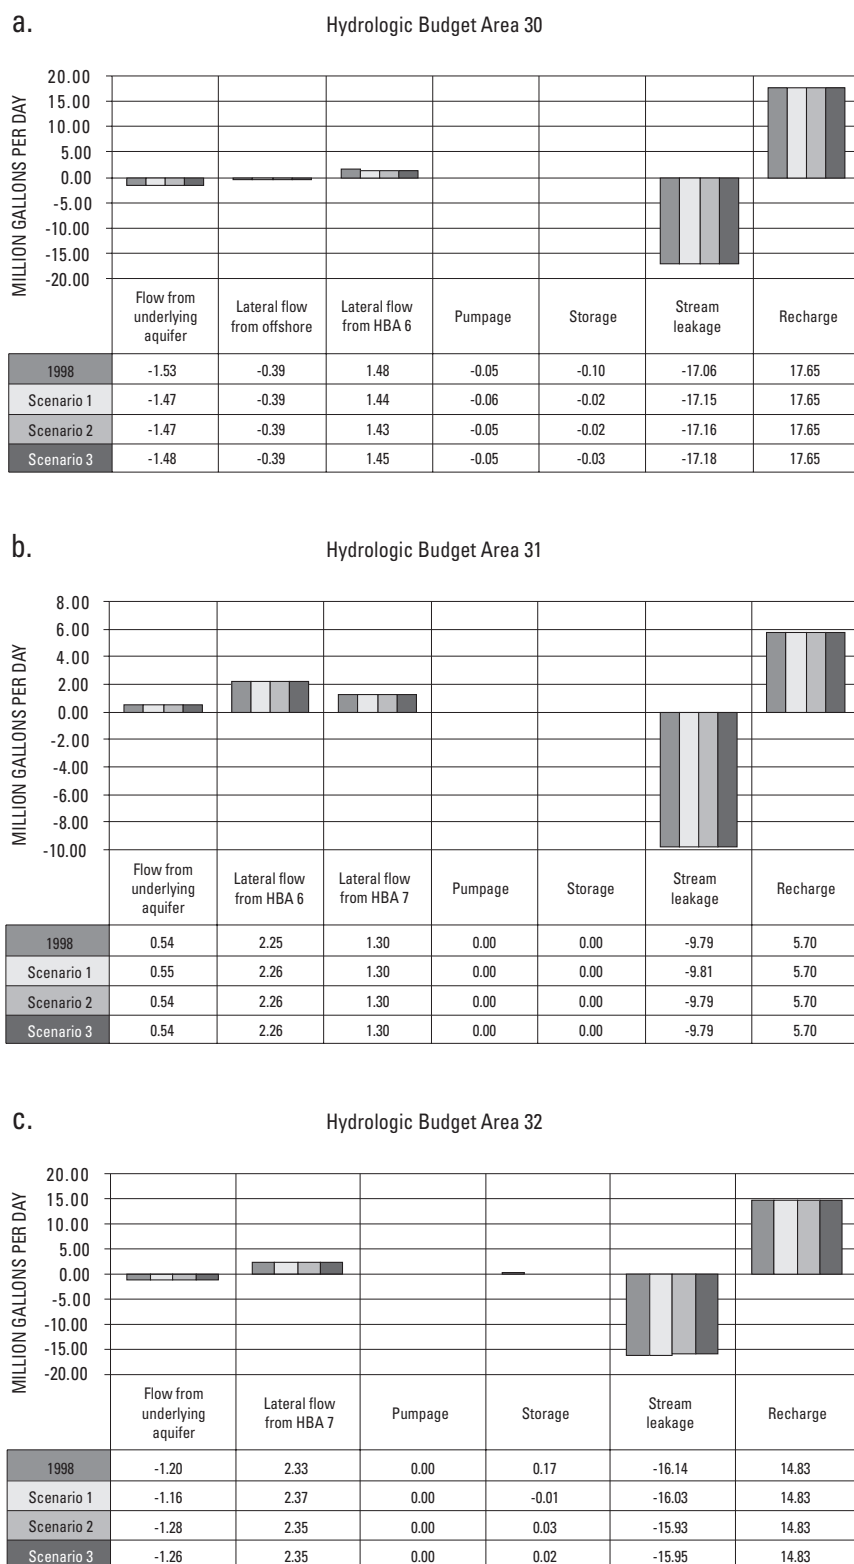 a.
Hydrologic Budget Area 30
MILLION GALLONS PER DAY
20.00
15.00
10.00
5.00
0.00
-5.00
-10.00
-15.00
-20.00
Flow from
underlying
aquifer
Lateral flow
from offshore
Lateral flow
from HBA 6
Pumpage
Storage
Stream
leakage
Recharge
1998 -1.53 -0.39 1.48 -0.05 -0.10 -17.06 17.65
Scenario 1 -1.47 -0.39 1.44 -0.06 -0.02 -17.15 17.65
Scenario 2 -1.47 -0.39 1.43 -0.05 -0.02 -17.16 17.65
Scenario 3 -1.48 -0.39 1.45 -0.05 -0.03 -17.18 17.65
b.
Hydrologic Budget Area 31
MILLION GALLONS PER DAY
8.00
6.00
4.00
2.00
0.00
-2.00
-4.00
-6.00
-8.00
-10.00
Flow from
underlying
aquifer
Lateral flow
from HBA 6
Lateral flow
from HBA 7
Pumpage
Storage
Stream
leakage
Recharge
1998 0.54 2.25 1.30 0.00 0.00 -9.79 5.70
Scenario 1 0.55 2.26 1.30 0.00 0.00 -9.81 5.70
Scenario 2 0.54 2.26 1.30 0.00 0.00 -9.79 5.70
Scenario 3 0.54 2.26 1.30 0.00 0.00 -9.79 5.70
c.
Hydrologic Budget Area 32
MILLION GALLONS PER DAY
20.00
15.00
10.00
5.00
0.00
-5.00
-10.00
-15.00
-20.00
Flow from
underlying
aquifer
Lateral flow
from HBA 7
Pumpage
Storage
Stream
leakage
Recharge
1998 -1.20 2.33 0.00 0.17 -16.14 14.83
Scenario 1 -1.16 2.37 0.00 -0.01 -16.03 14.83
Scenario 2 -1.28 2.35 0.00 0.03 -15.93 14.83
Scenario 3 -1.26 2.35 0.00 0.02 -15.95 14.83